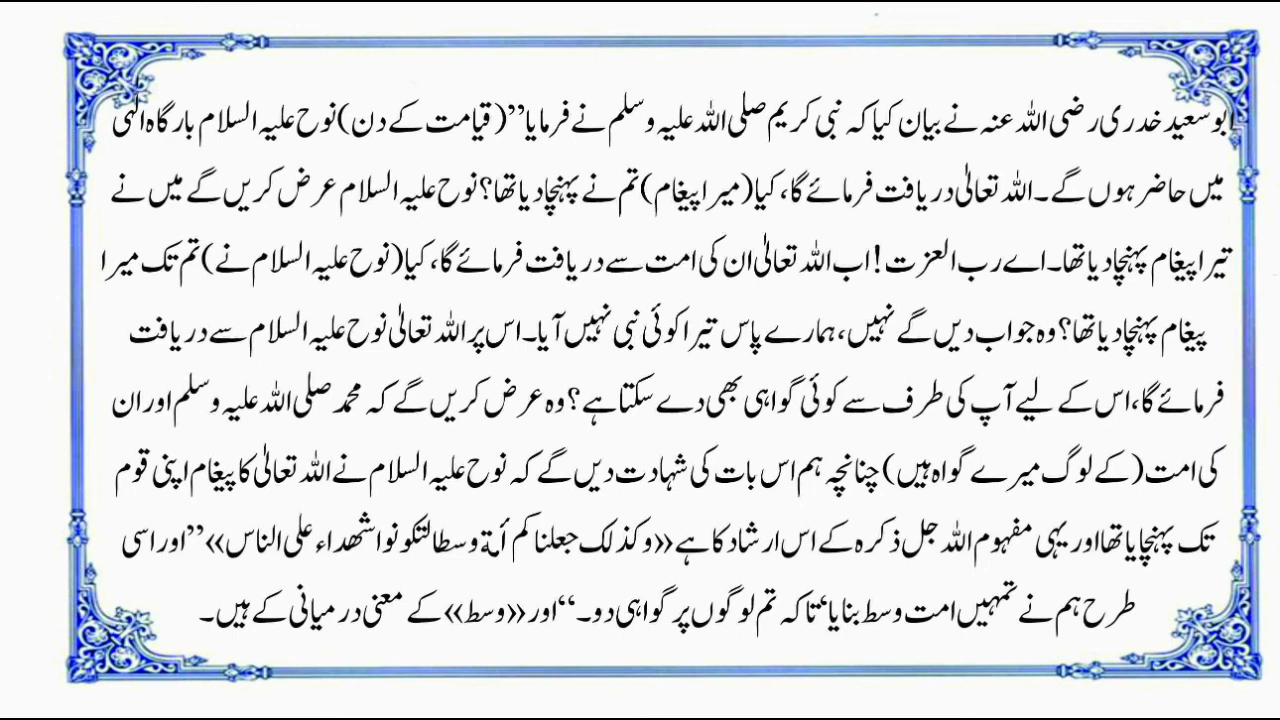 بو سعید خدری رضی اللہ عنہ نے بیان کیا کہ نبی کریم صلی اللہ علیہ وسلم نے فرمایا ”(قیامت کے دن) نوح علیہ السلام بارگاہ الٰہی
میں حاضر ہوں گے۔ اللہ تعالیٰ دریافت فرمائے گا، کیا (میرا پیغام) تم نے پہنچا دیا تھا؟ نوح علیہ السلام عرض کریں گے میں نے
تیرا پیغام پہنچا دیا تھا۔ اے رب العزت! اب اللہ تعالیٰ ان کی امت سے دریافت فرمائے گا، کیا (نوح علیہ السلام نے) تم تک میرا
پیغام پہنچا دیا تھا؟ وہ جواب دیں گے نہیں، ہمارے پاس تیرا کوئی نبی نہیں آیا۔ اس پر اللہ تعالیٰ نوح علیہ السلام سے دریافت
فرمائے گا، اس کے لیے آپ کی طرف سے کوئی گواہی بھی دے سکتا ہے؟ وہ عرض کریں گے کہ محمد صلی اللہ علیہ وسلم اور ان
کی امت (کے لوگ میرے گواہ ہیں) چنانچہ ہم اس بات کی شہادت دیں گے کہ نوح علیہ السلام نے اللہ تعالیٰ کا پیغام اپنی قوم
تک پہنچایا تھا اور یہی مفہوم اللہ جل ذکرہ کے اس ارشاد کا ہے «وكذلك جعلناكم أمة وسطا لتكونوا شهداء على الناس» ”اور اسی
طرح ہم نے تمہیں امت وسط بنایا‘ تاکہ تم لوگوں پر گواہی دو۔“ اور «وسط» کے معنی درمیانی کے ہیں۔